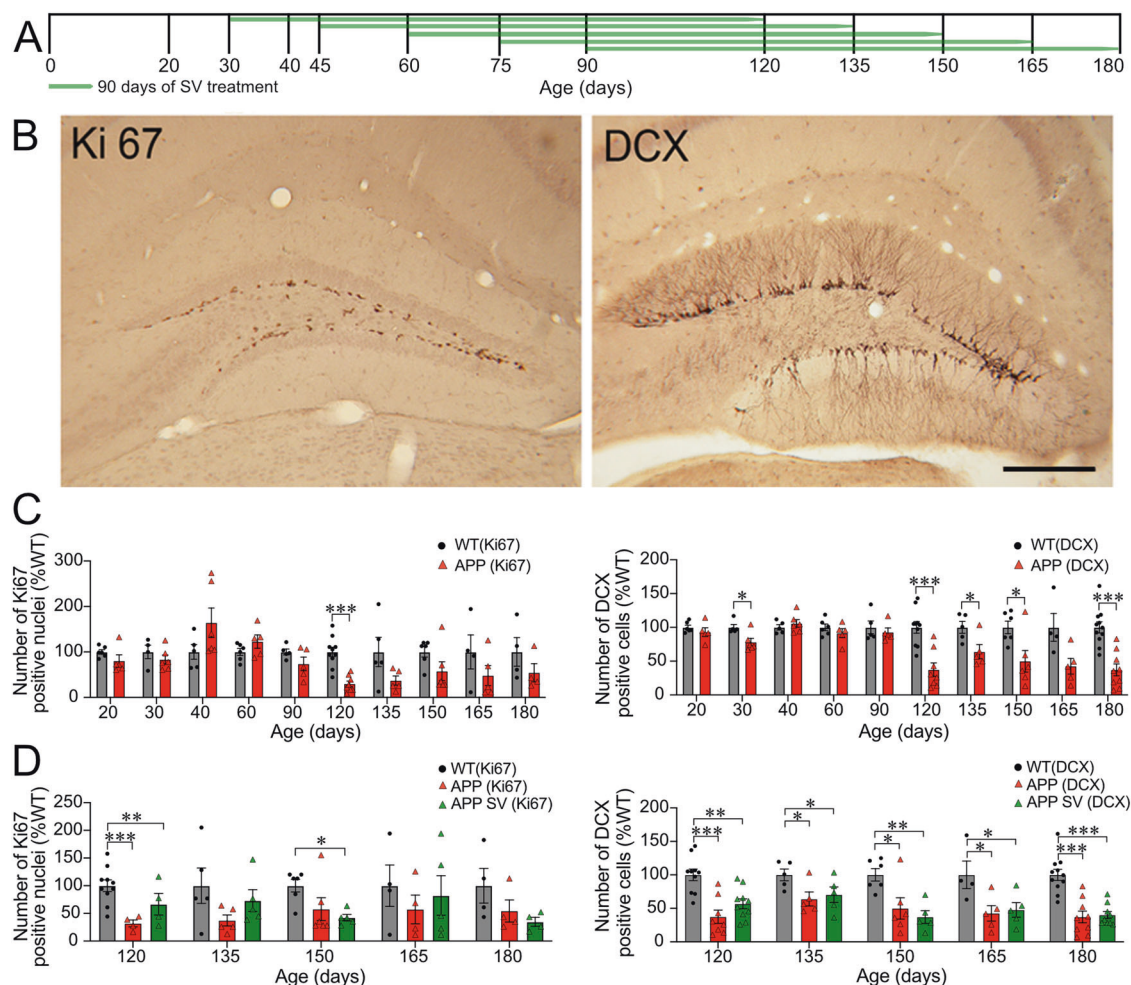 A
0 20 30 40 45 60 75 90 120 135 150 165 180
90 days of SV treatment
Age (days)
B
Ki 67
DCX
C
Number of Ki67
positive nuclei (%WT)
300
200
100
0
WT(Ki67)
APP (Ki67)
***
20 30 40 60 90 120 135 150 165 180
Age (days)
Number of DCX
positive cells (%WT)
200
150
100
50
0
WT(DCX)
APP (DCX)
* *** * * ***
20 30 40 60 90 120 135 150 165 180
Age (days)
D
Number of Ki67
positive nuclei (%WT)
250
200
150
100
50
0
WT(Ki67)
APP (Ki67)
APP SV (Ki67)
**
***
*
120 135 150 165 180
Age (days)
Number of DCX
positive cells (%WT)
200
150
100
50
0
WT(DCX)
APP (DCX)
APP SV (DCX)
** * ** * ***
*** * * * ***
120 135 150 165 180
Age (days)